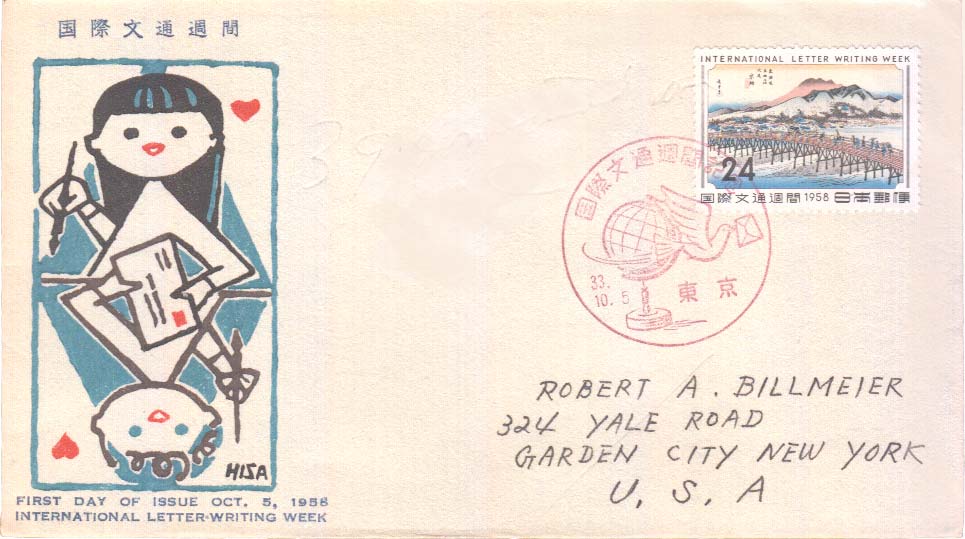 国際文通週間
INTERNATIONAL LETTER WRITING WEEK
24
国際文通週間 1958 日本郵便
国際文通週間
33.
10.5
東京
ROBERT A. BILLMEIER
324 YALE ROAD
GARDEN CITY NEW YORK
U, S, A
HISA
FIRST DAY OF ISSUE OCT. 5, 1958
INTERNATIONAL LETTER-WRITING WEEK